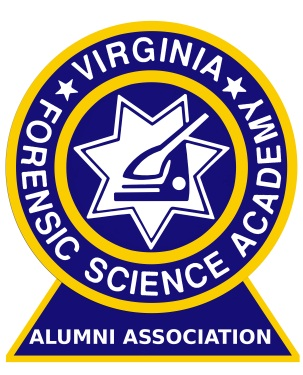 VIRGINIA
FORENSIC SCIENCE ACADEMY
ALUMNI ASSOCIATION